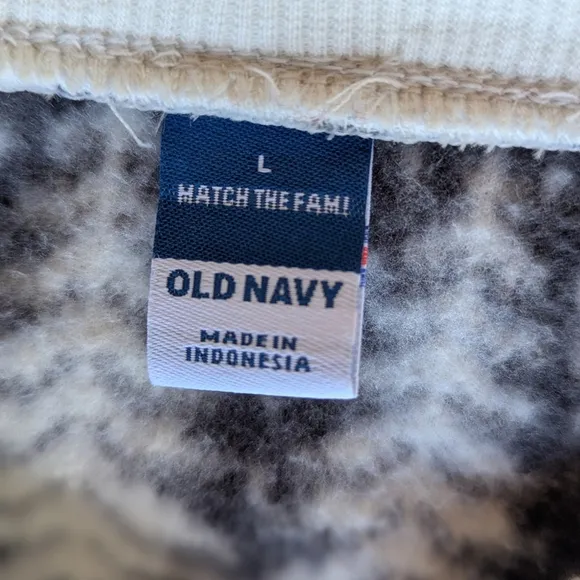 L
MATCH THE FAM!
OLD NAVY
MADE IN
INDONESIA